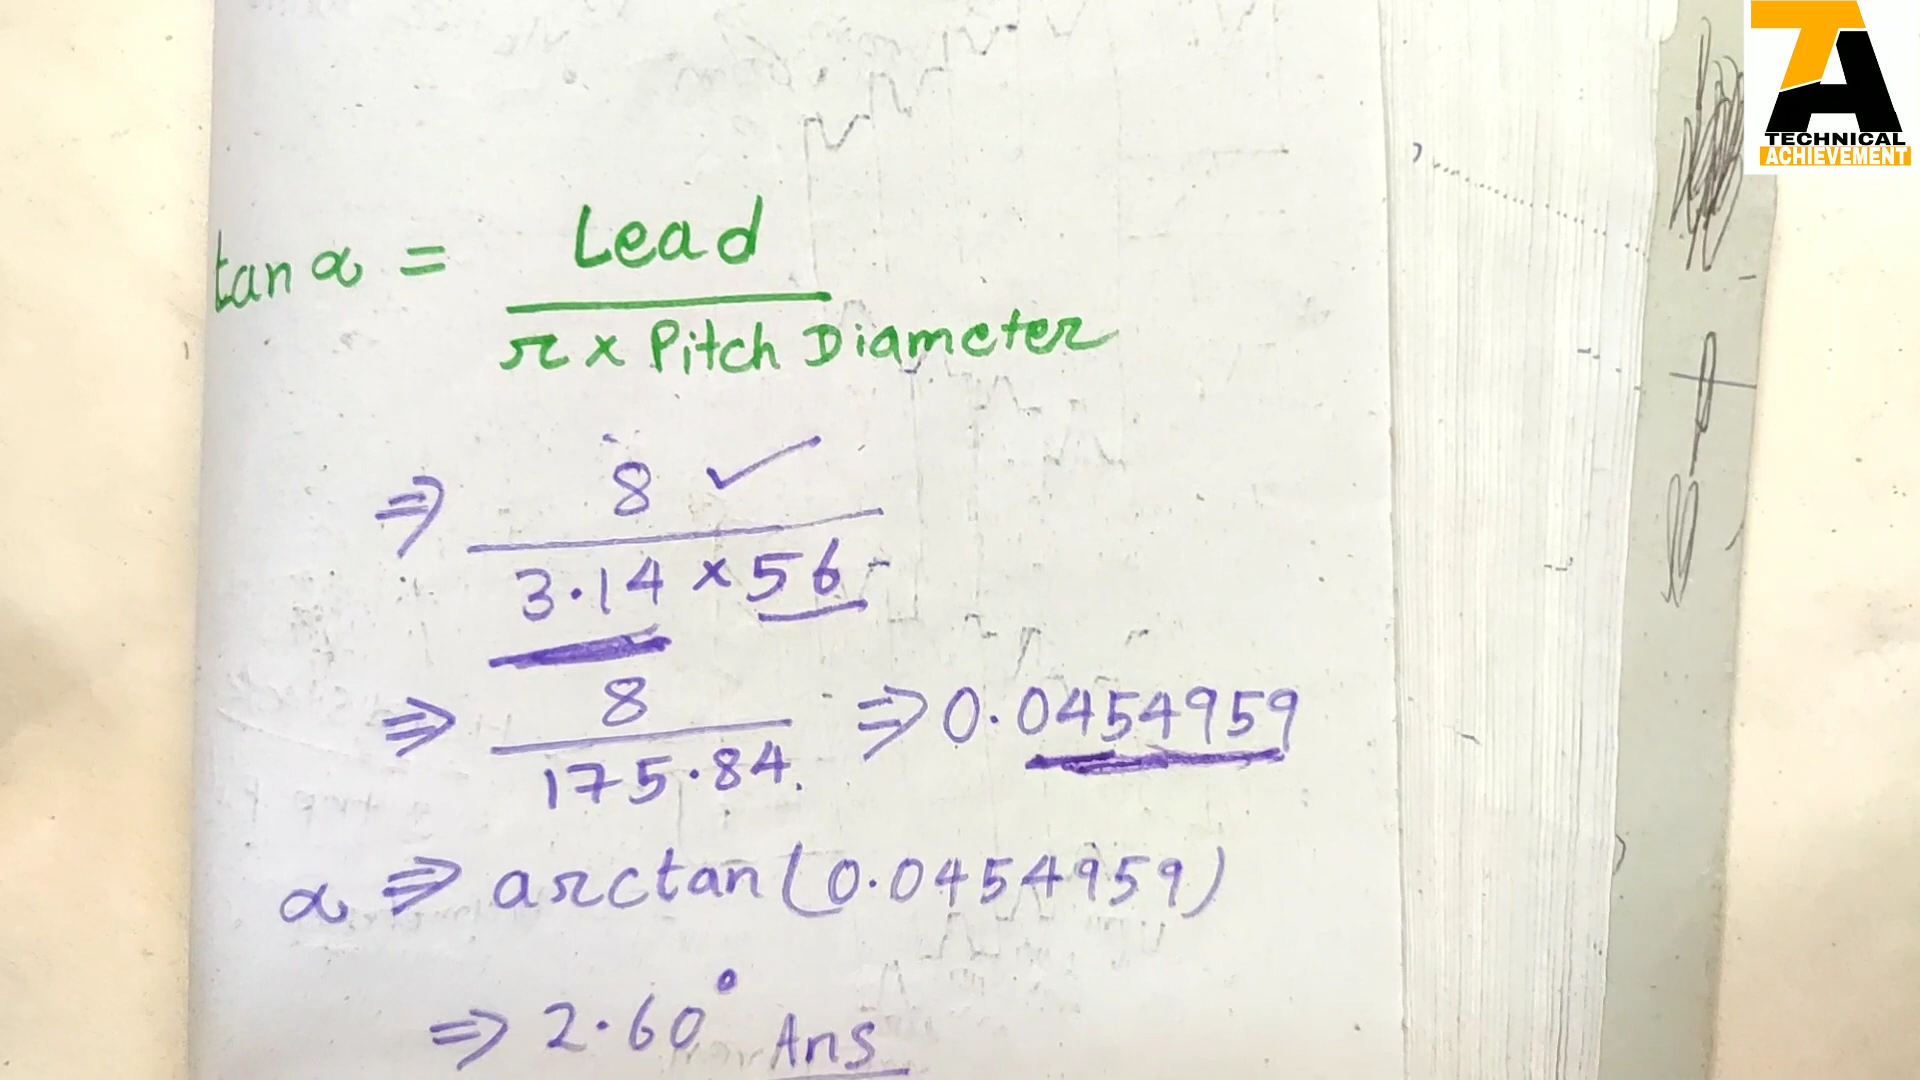 TECHNICAL
ACHIEVEMENT
tan α = Lead
π × Pitch Diameter
⇒ 8 ✓
3.14 × 56
⇒ 8
175.84
⇒ 0.0454959
α ⇒ arctan (0.0454959)
⇒ 2.60° Ans